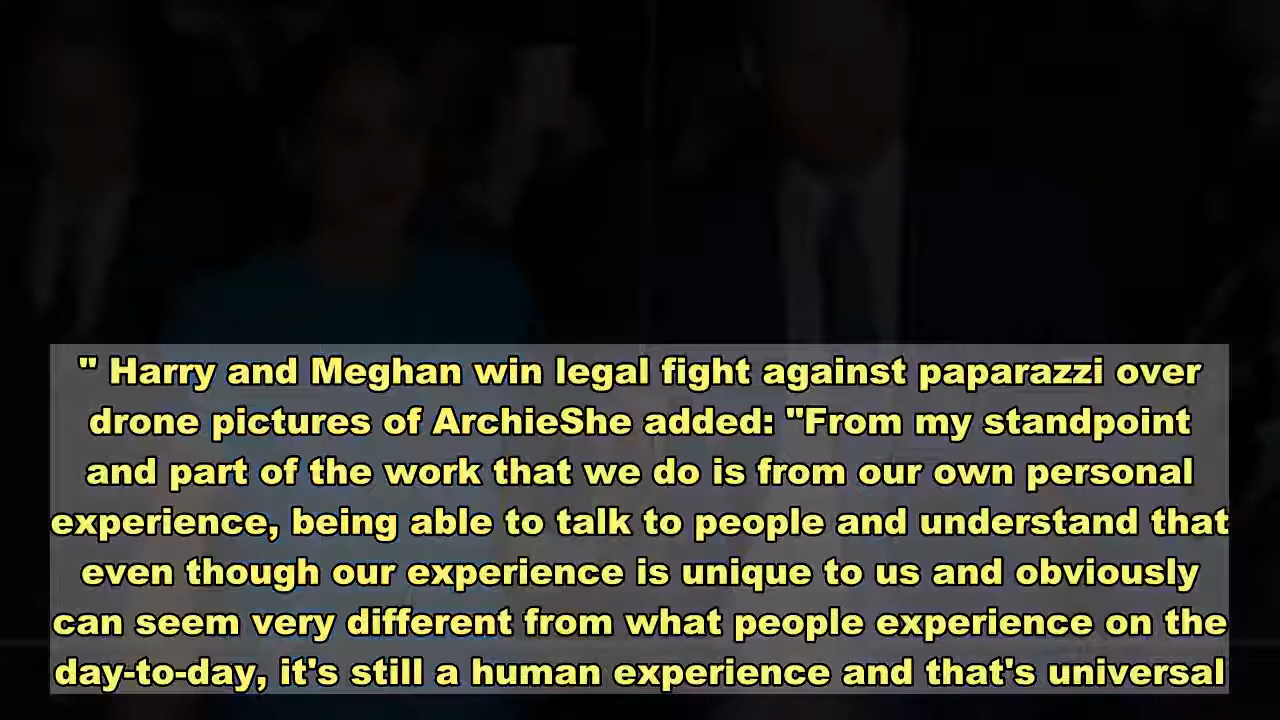 " Harry and Meghan win legal fight against paparazzi over
drone pictures of ArchieShe added: "From my standpoint
and part of the work that we do is from our own personal
experience, being able to talk to people and understand that
even though our experience is unique to us and obviously
can seem very different from what people experience on the
day-to-day, it's still a human experience and that's universal